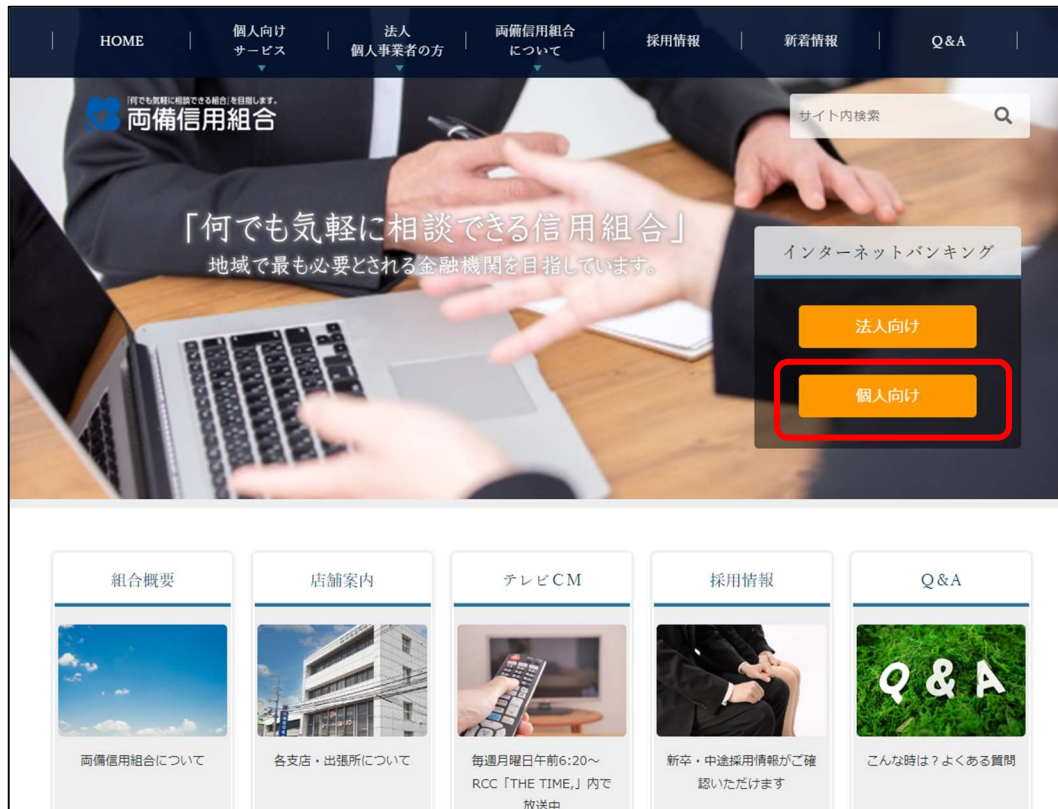 HOME
個人向け
サービス
法人
個人事業者の方
両備信用組合
について
採用情報
新着情報
Q&A
「何でも気軽に相談できる組合」を目指します。
両備信用組合
サイト内検索
「何でも気軽に相談できる信用組合」
地域で最も必要とされる金融機関を目指しています。
インターネットバンキング
法人向け
個人向け
組合概要
店舗案内
テレビCM
採用情報
Q&A
Q & A
両備信用組合について
各支店・出張所について
毎週月曜日午前6:20～
RCC「THE TIME,」内で
放送中
新卒・中途採用情報がご確
認いただけます
こんな時は？よくある質問